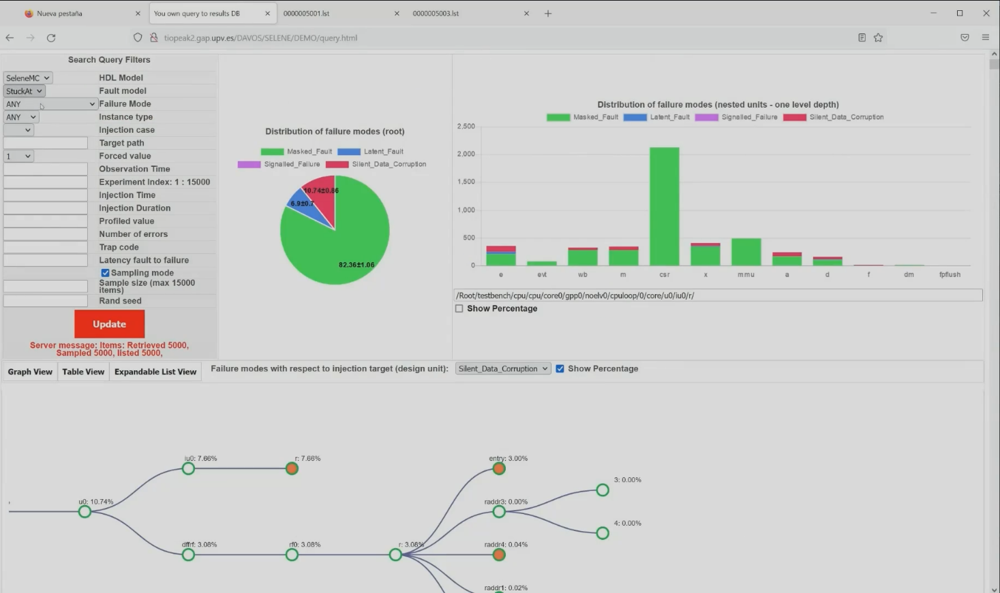 Nueva pestaña
You own query to results DB
0000005001.lst
0000005003.lst
tiopeak2.gap.upv.es/DAVOS/SELENE/DEMO/query.html
Search Query Filters
SeleneMC HDL Model
StuckAt Fault model
ANY Failure Mode
ANY Instance type
Injection case
Target path
1 Forced value
Observation Time
Experiment Index: 1 : 15000
Injection Time
Injection Duration
Profiled value
Number of errors
Trap code
Latency fault to failure
Sampling mode
Sample size (max 15000
items)
Rand seed
Update
Server message: Items: Retrieved 5000,
Sampled 5000, listed 5000,
Distribution of failure modes (root)
Masked_Fault Latent_Fault
Signalled_Failure Silent_Data_Corruption
10.74±0.86
6.9±0.7
82.36±1.06
Distribution of failure modes (nested units - one level depth)
Masked_Fault Latent_Fault Signalled_Failure Silent_Data_Corruption
2,500
2,000
1,500
1,000
500
0
e evt wb m csr x mmu a d f dm fpflush
/Root/testbench/cpu/cpu/core0/gpp0/noelv0/cpuloop/0/core/u0/iu0/r/
Show Percentage
Graph View Table View Expandable List View Failure modes with respect to injection target (design unit): Silent_Data_Corruption Show Percentage
iu0: 7.66% r: 7.66% entry: 3.00%
3: 0.00%
u0: 10.74% raddr3: 0.00%
4: 0.00%
dffrf: 3.08% rf0: 3.08% r: 3.08% raddr4: 0.04%
raddr1: 0.02%